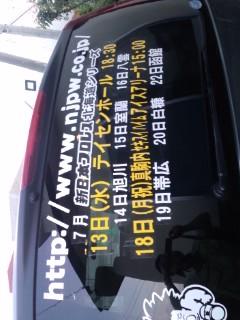 http://www.njpw.co.jp/
7月 新日本プロレス北海道シリーズ
13日(水) テイセンホール 18:30
14日旭川 15日室蘭 16日八雲
18日(月祝)真駒内セキスイハイムアイスアリーナ15:00
19日帯広 20日白糠 22日函館